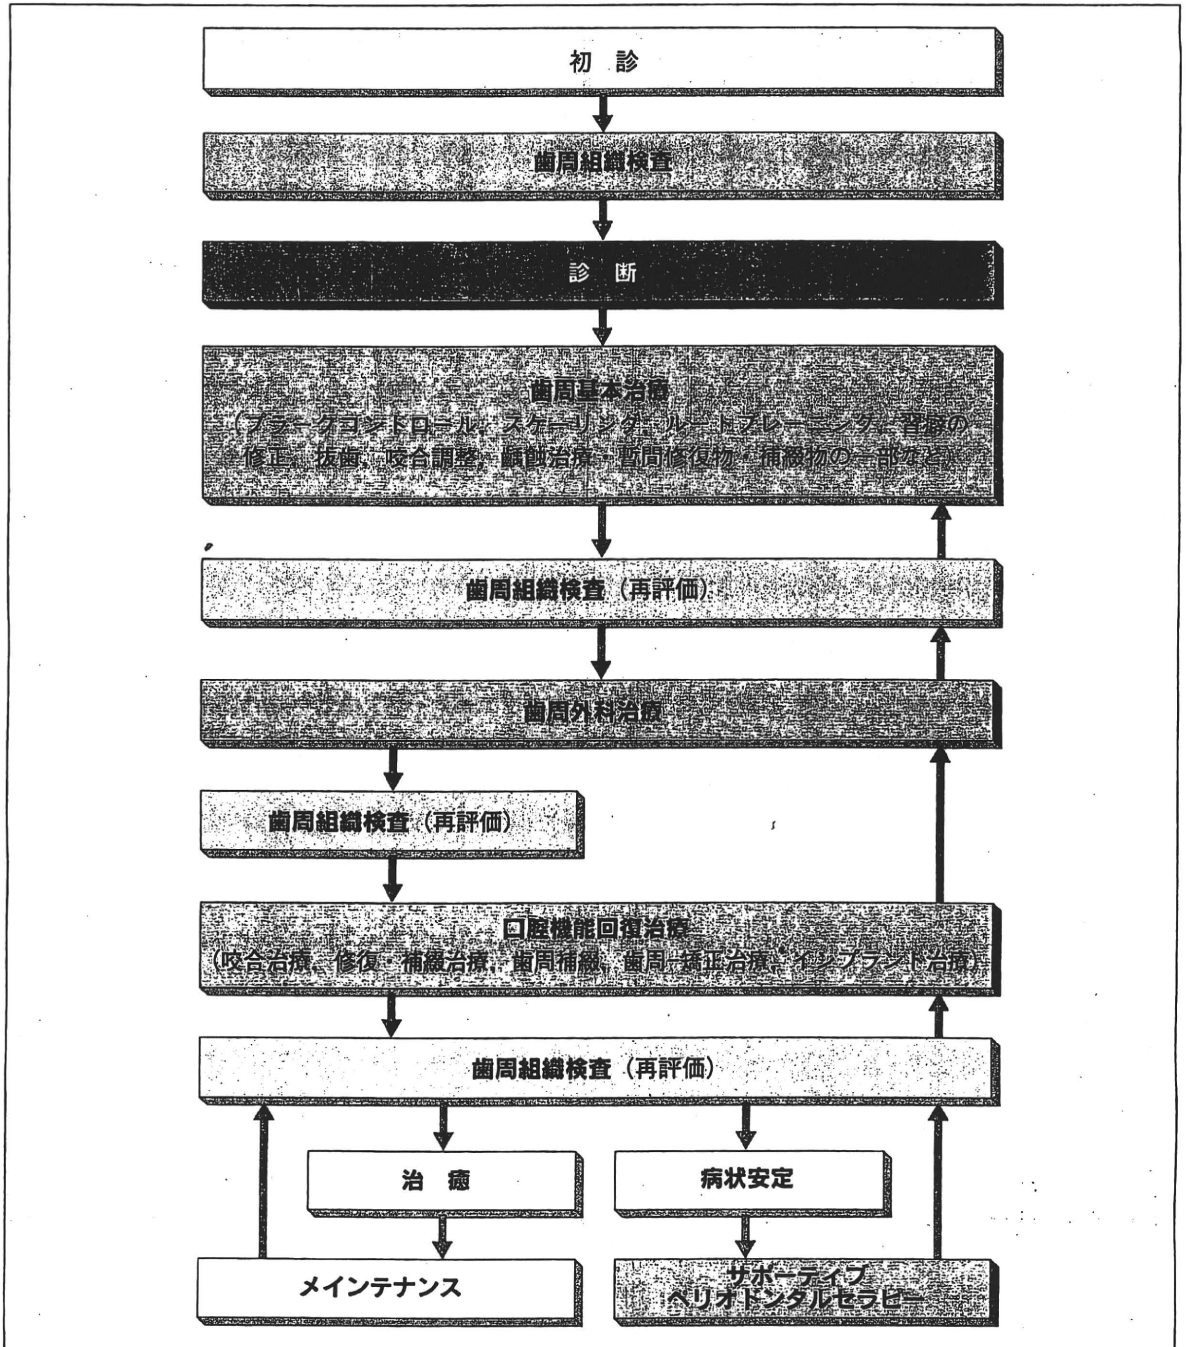 初 診
歯周組織検査
診 断
歯周基本治療
(プラークコントロール、スケーリング・ルートプレーニング、習癖の
修正、抜歯、咬合調整、齲蝕治療・暫間修復物・補綴物の一部など)
歯周組織検査(再評価)
歯周外科治療
歯周組織検査(再評価)
口腔機能回復治療
(咬合治療、修復・補綴治療、歯周補綴、歯周-矯正治療、インプラント治療)
歯周組織検査(再評価)
治 癒
病状安定
メインテナンス
サポーティブ
ペリオドンタルセラピー